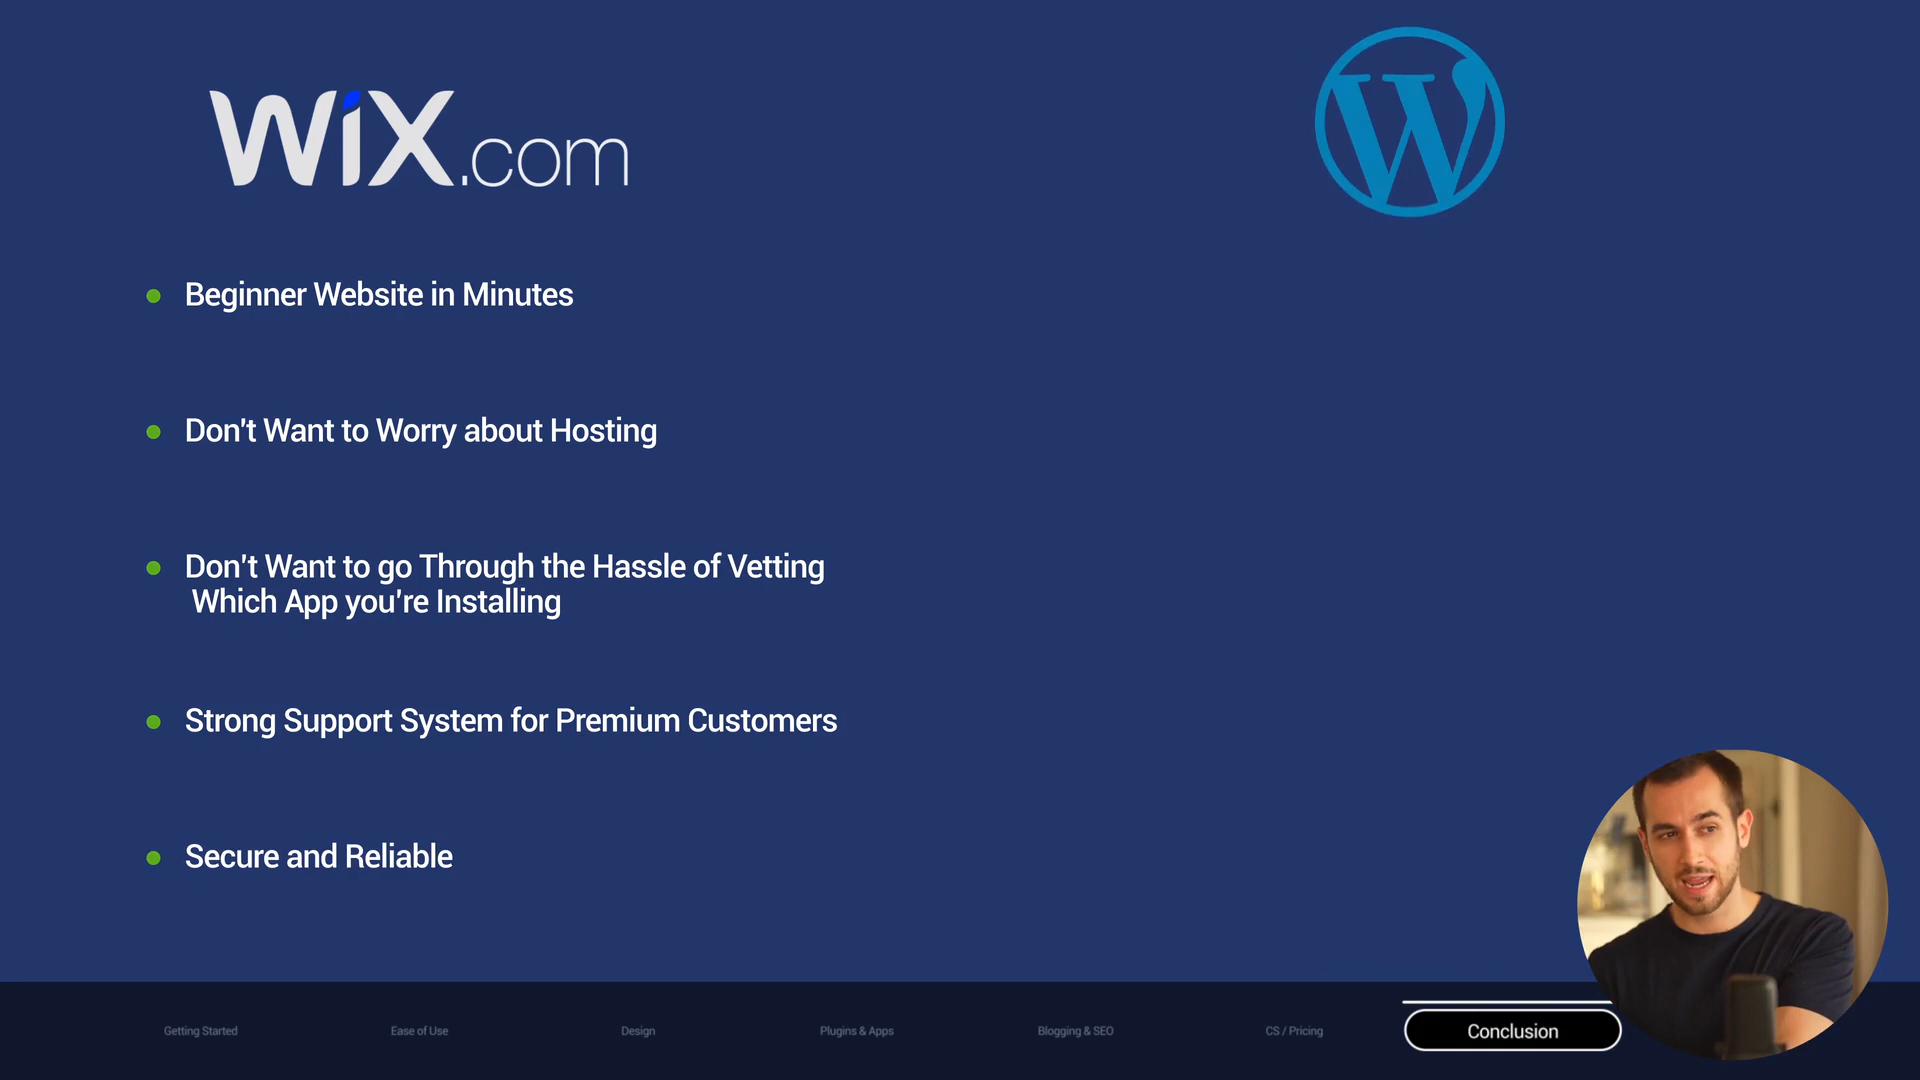 WiX.com
W
Beginner Website in Minutes
Don't Want to Worry about Hosting
Don't Want to go Through the Hassle of Vetting
Which App you're Installing
Strong Support System for Premium Customers
Secure and Reliable
Getting Started
Ease of Use
Design
Plugins & Apps
Blogging & SEO
CS / Pricing
Conclusion